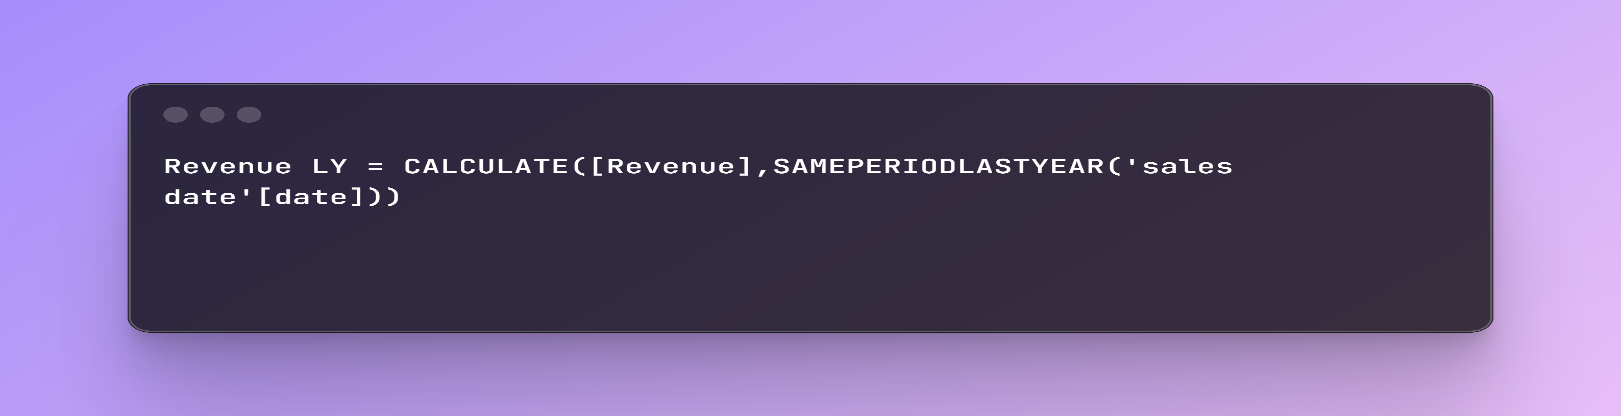 Revenue LY = CALCULATE([Revenue],SAMEPERIODLASTYEAR('sales
date'[date]))